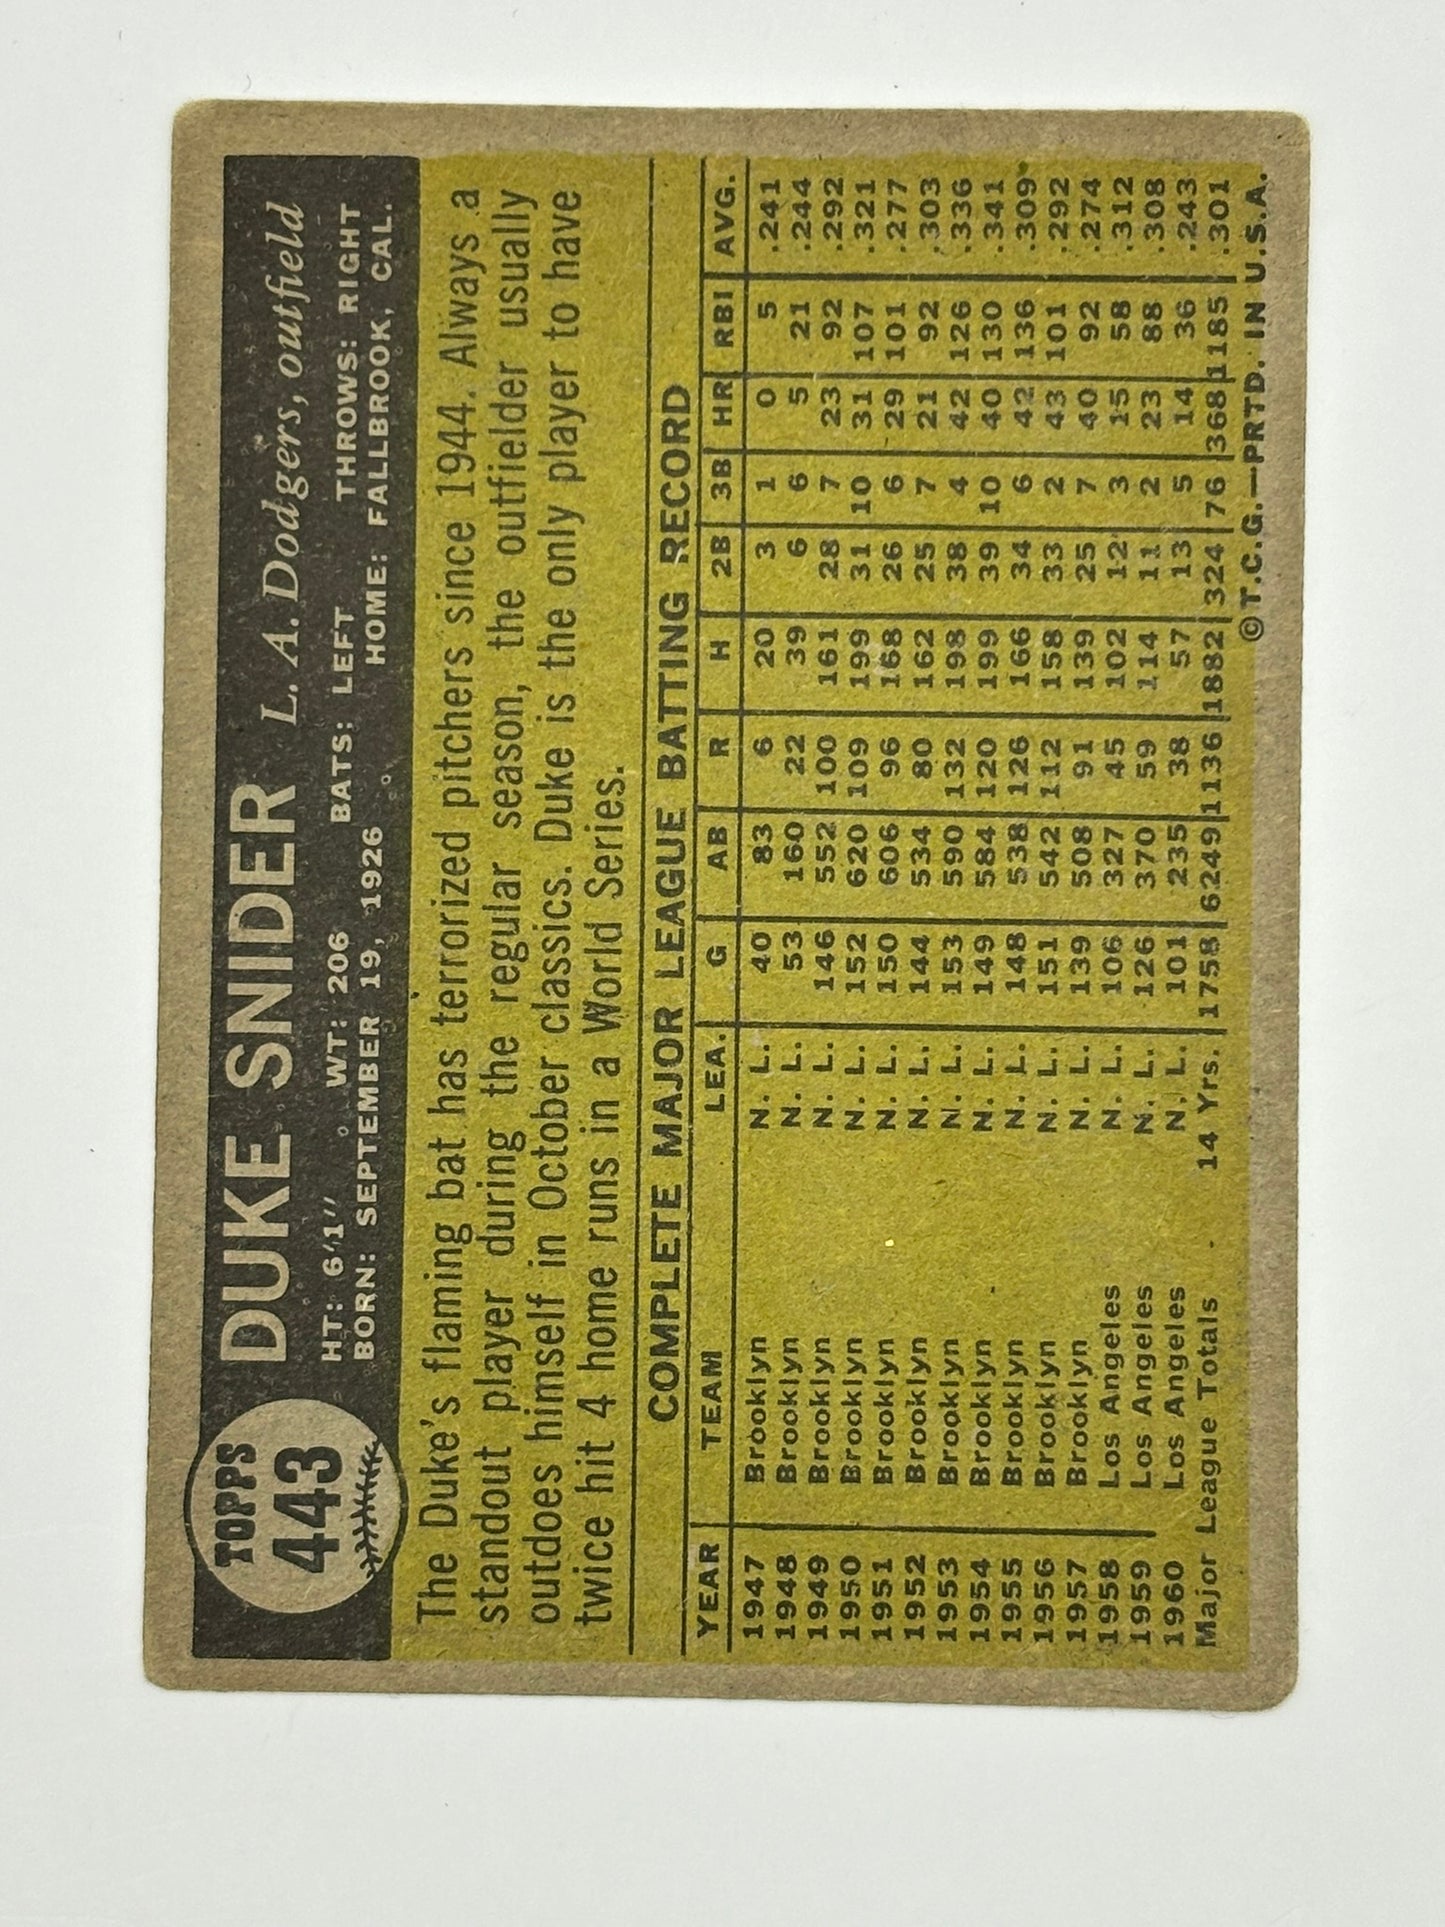 TOPPS
443
DUKE SNIDER L. A. Dodgers, outfield
HT: 6'1" WT: 206 BATS: LEFT THROWS: RIGHT
BORN: SEPTEMBER 19, 1926 HOME: FALLBROOK, CAL.
The Duke's flaming bat has terrorized pitchers since 1944. Always a
standout player during the regular season, the outfielder usually
outdoes himself in October classics. Duke is the only player to have
twice hit 4 home runs in a World Series.
COMPLETE MAJOR LEAGUE BATTING RECORD
YEAR TEAM LEA. G AB R H 2B 3B HR RBI AVG.
1947 Brooklyn N. L. 40 83 6 20 3 1 0 5 .241
1948 Brooklyn N. L. 53 160 22 39 6 6 5 21 .244
1949 Brooklyn N. L. 146 552 100 161 28 7 23 92 .292
1950 Brooklyn N. L. 152 620 109 199 31 10 31 107 .321
1951 Brooklyn N. L. 150 606 96 168 26 6 29 101 .277
1952 Brooklyn N. L. 144 534 80 162 25 7 21 92 .303
1953 Brooklyn N. L. 153 590 132 198 38 4 42 126 .336
1954 Brooklyn N. L. 149 584 120 199 39 10 40 130 .341
1955 Brooklyn N. L. 148 538 126 166 34 6 42 136 .309
1956 Brooklyn N. L. 151 542 112 158 33 2 43 101 .292
1957 Brooklyn N. L. 139 508 91 139 25 7 40 92 .274
1958 Los Angeles N. L. 106 327 45 102 12 3 15 58 .312
1959 Los Angeles N. L. 126 370 59 114 11 2 23 88 .308
1960 Los Angeles N. L. 101 235 38 57 13 5 14 36 .243
Major League Totals 14 Yrs. 1758 6249 1136 1882 324 76 368 1185 .301
© T.C.G.—PRTD. IN U.S.A.